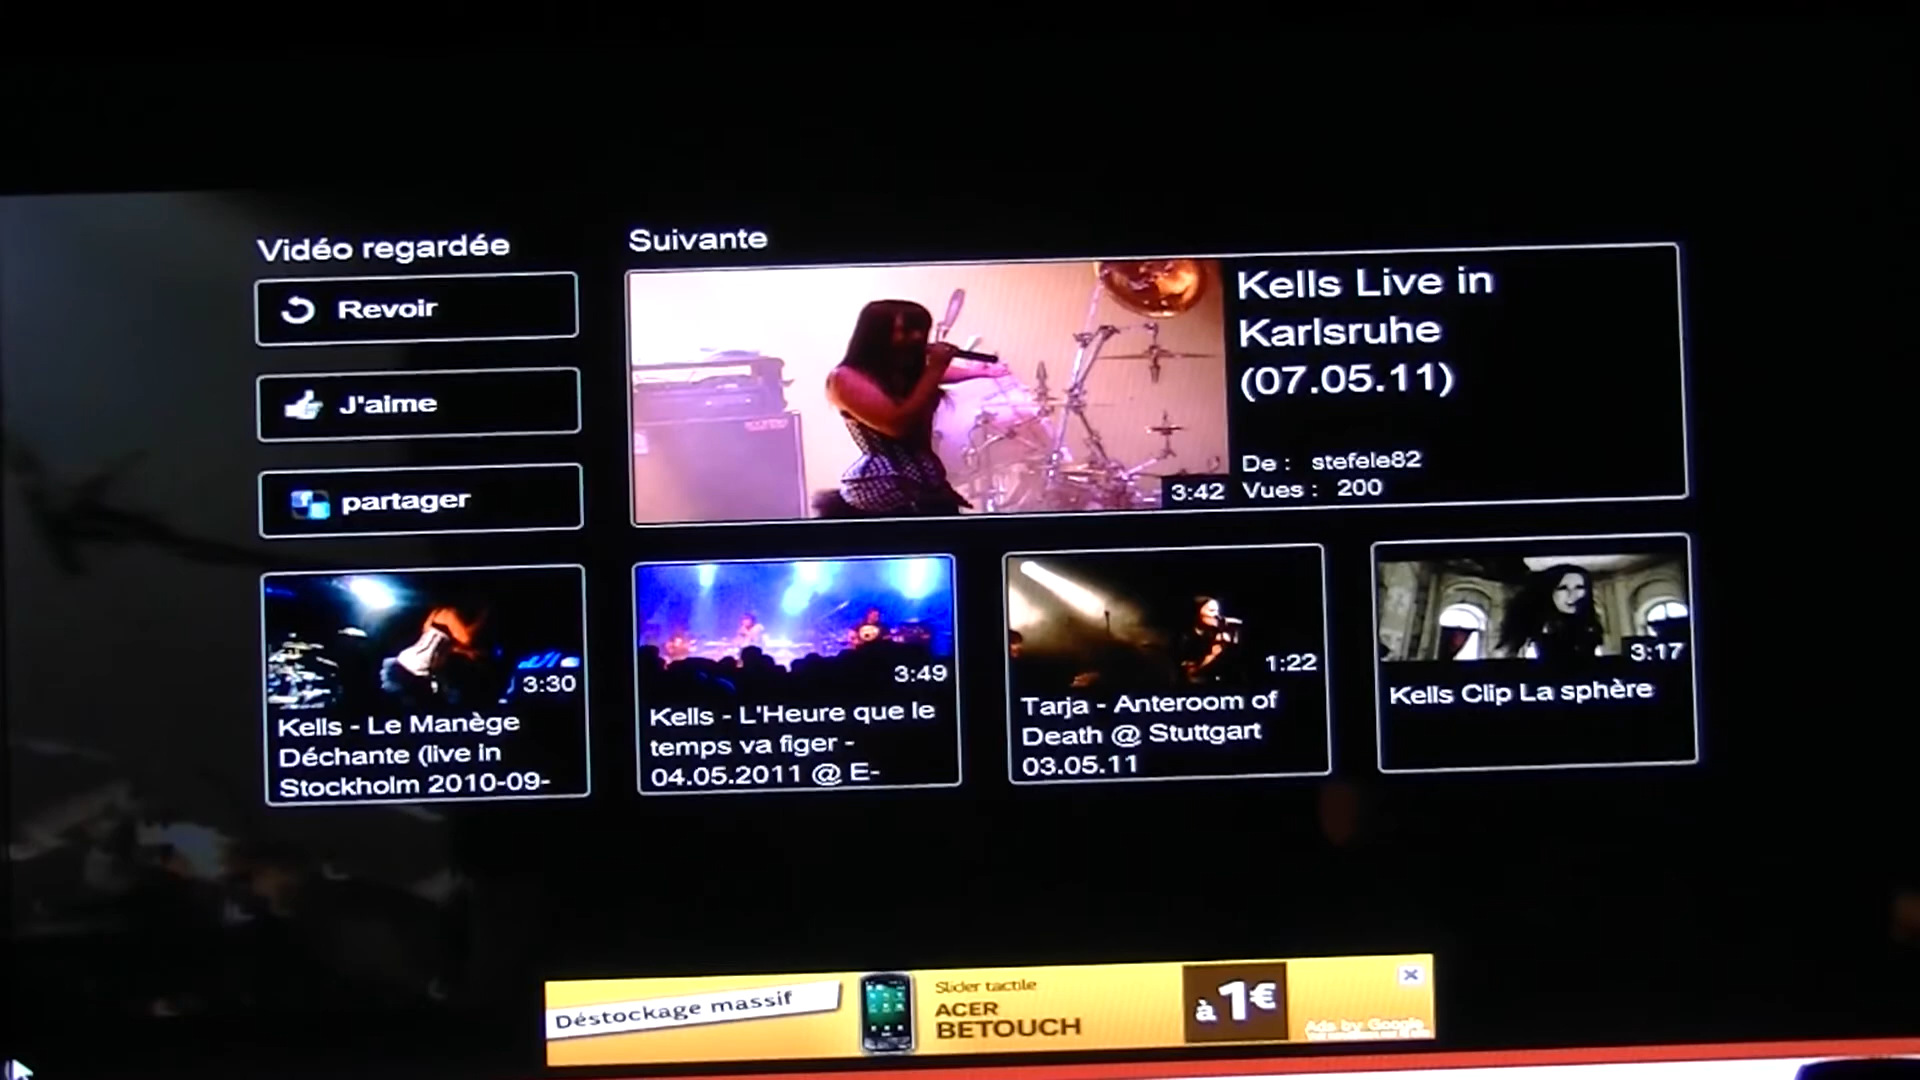 Vidéo regardée
Revoir
J'aime
partager
Suivante
3:42
Kells Live in
Karlsruhe
(07.05.11)
De : stefele82
Vues : 200
3:30
Kells - Le Manège
Déchante (live in
Stockholm 2010-09-
3:49
Kells - L'Heure que le
temps va figer -
04.05.2011 @ E-
1:22
Tarja - Anteroom of
Death @ Stuttgart
03.05.11
3:17
Kells Clip La sphère
Déstockage massif
Slider tactile
ACER
BETOUCH
à 1€
Ads by Google